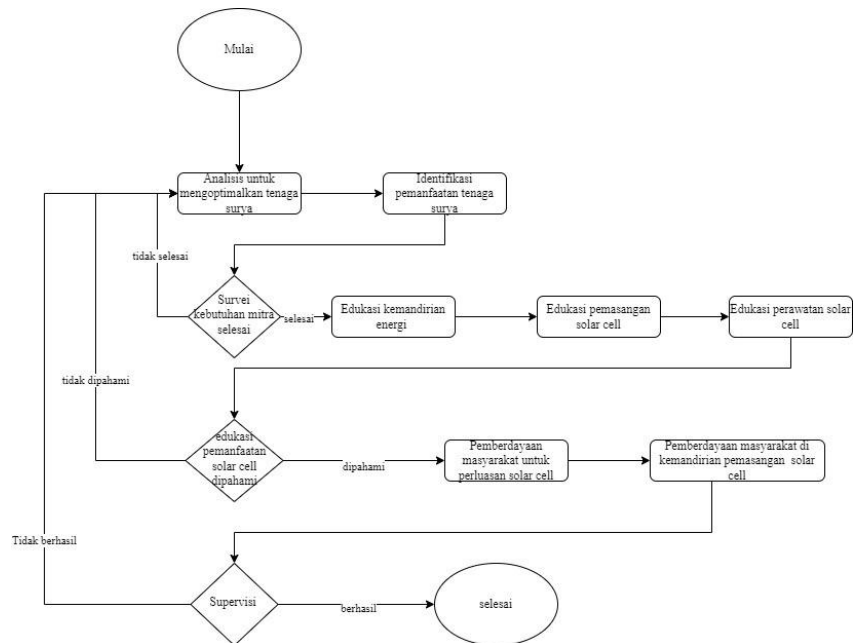 Mulai
Analisis untuk
mengoptimalkan tenaga
surya
Identifikasi
pemanfaatan tenaga
surya
tidak selesai
Survei
kebutuhan mitra
selesai
selesai
Edukasi kemandirian
energi
Edukasi pemasangan
solar cell
Edukasi perawatan solar
cell
tidak dipahami
edukasi
pemanfaatan
solar cell
dipahami
dipahami
Pemberdayaan
masyarakat untuk
perluasan solar cell
Pemberdayaan masyarakat di
kemandirian pemasangan solar
cell
Tidak berhasil
Supervisi
berhasil
selesai